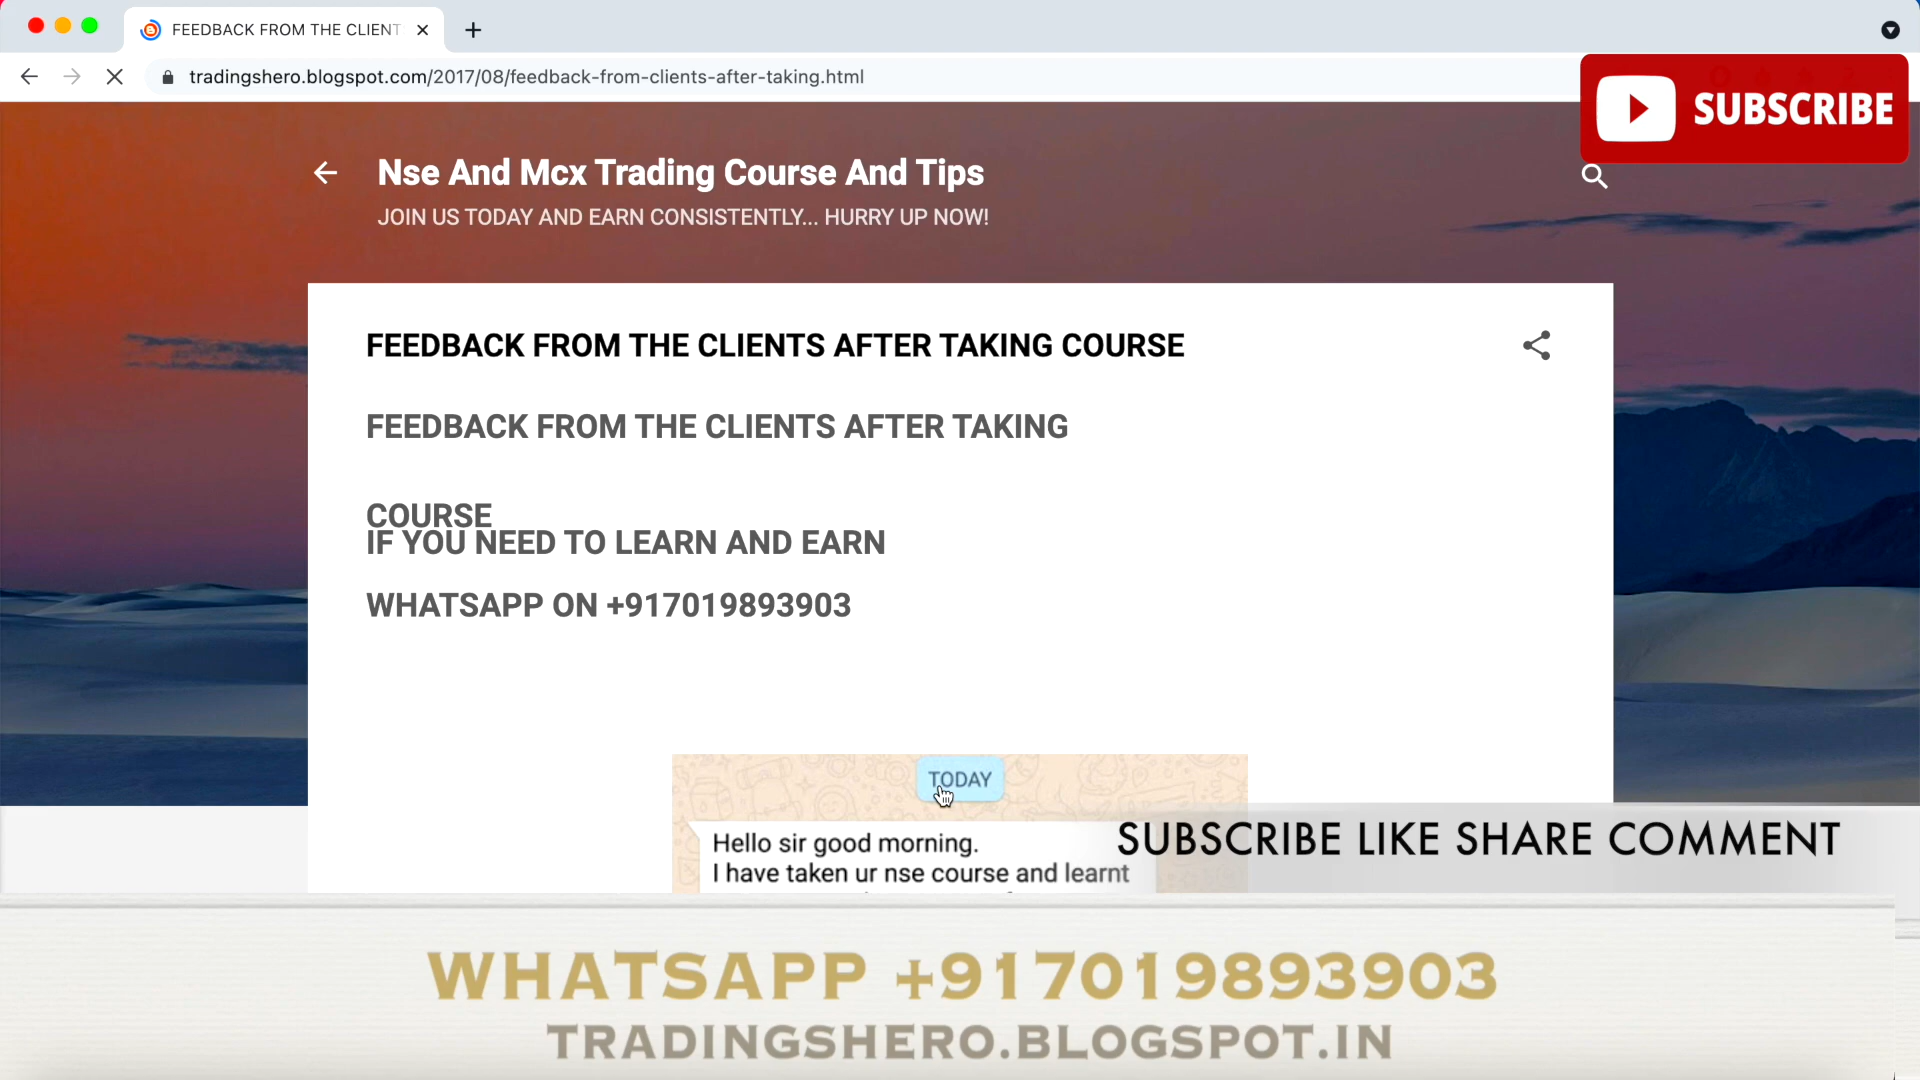 FEEDBACK FROM THE CLIENT
tradingshero.blogspot.com/2017/08/feedback-from-clients-after-taking.html
SUBSCRIBE
Nse And Mcx Trading Course And Tips
JOIN US TODAY AND EARN CONSISTENTLY... HURRY UP NOW!
FEEDBACK FROM THE CLIENTS AFTER TAKING COURSE
FEEDBACK FROM THE CLIENTS AFTER TAKING
COURSE
IF YOU NEED TO LEARN AND EARN
WHATSAPP ON +917019893903
TODAY
Hello sir good morning.
I have taken ur nse course and learnt
SUBSCRIBE LIKE SHARE COMMENT
WHATSAPP +917019893903
TRADINGSHERO.BLOGSPOT.IN